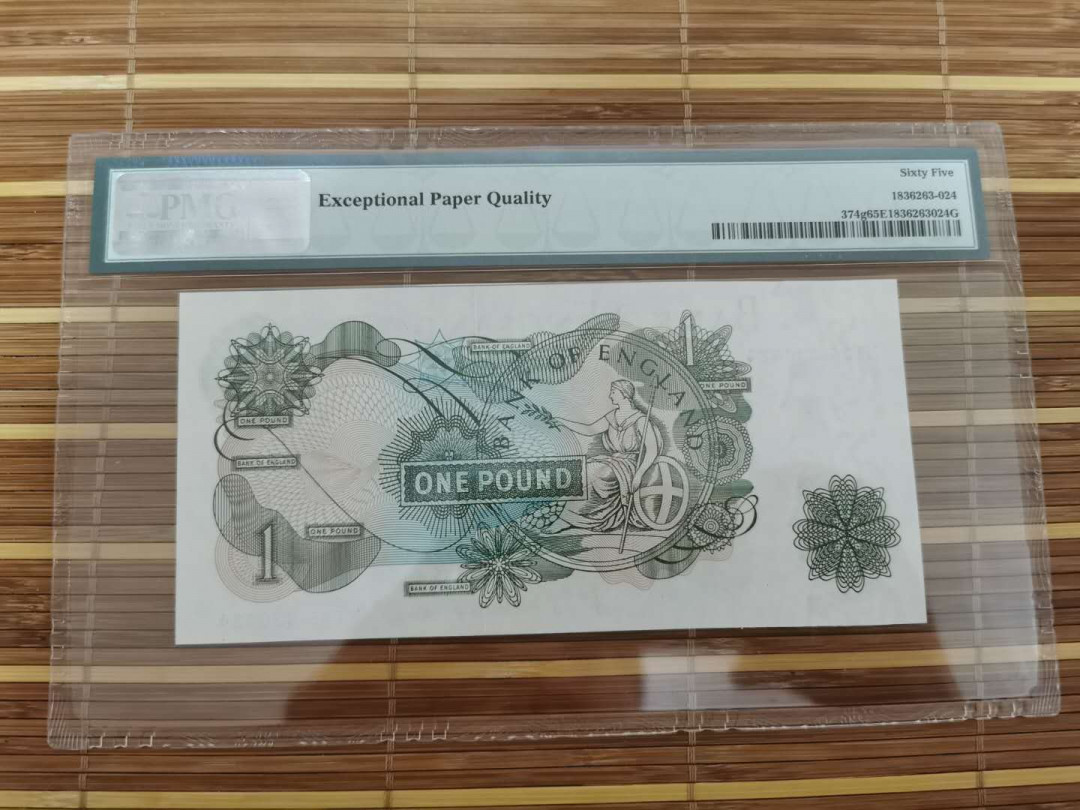 PMG
Exceptional Paper Quality
Sixty Five
1836263-024
374g65E1836263024G
BANK OF ENGLAND
BANK OF ENGLAND
1
ONE POUND
ONE POUND
BANK OF ENGLAND
ONE POUND
ONE POUND
1
BANK OF ENGLAND